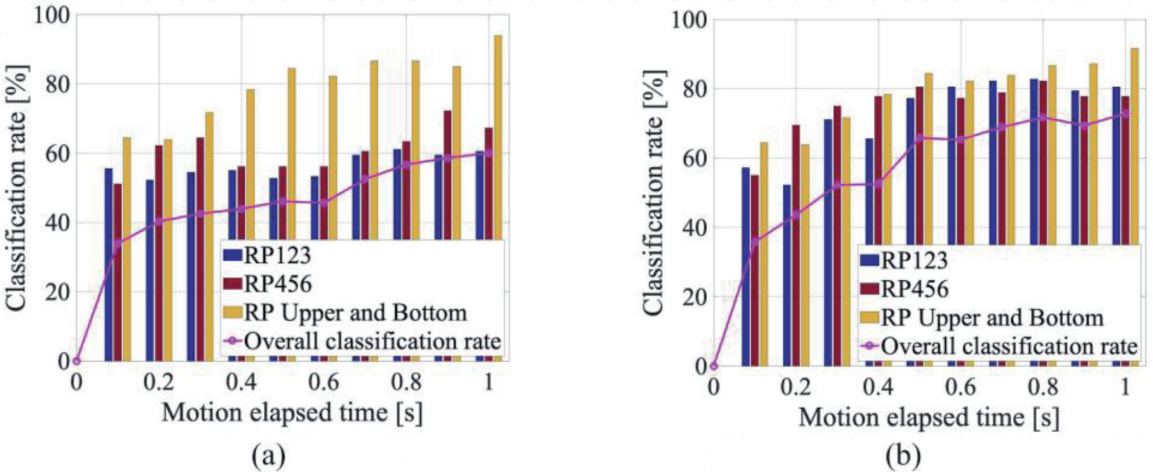 100
80
60
40
20
0
Classification rate [%]
0
0.2
0.4
0.6
0.8
1
Motion elapsed time [s]
RP123
RP456
RP Upper and Bottom
Overall classification rate
(a)
100
80
60
40
20
0
Classification rate [%]
0
0.2
0.4
0.6
0.8
1
Motion elapsed time [s]
RP123
RP456
RP Upper and Bottom
Overall classification rate
(b)